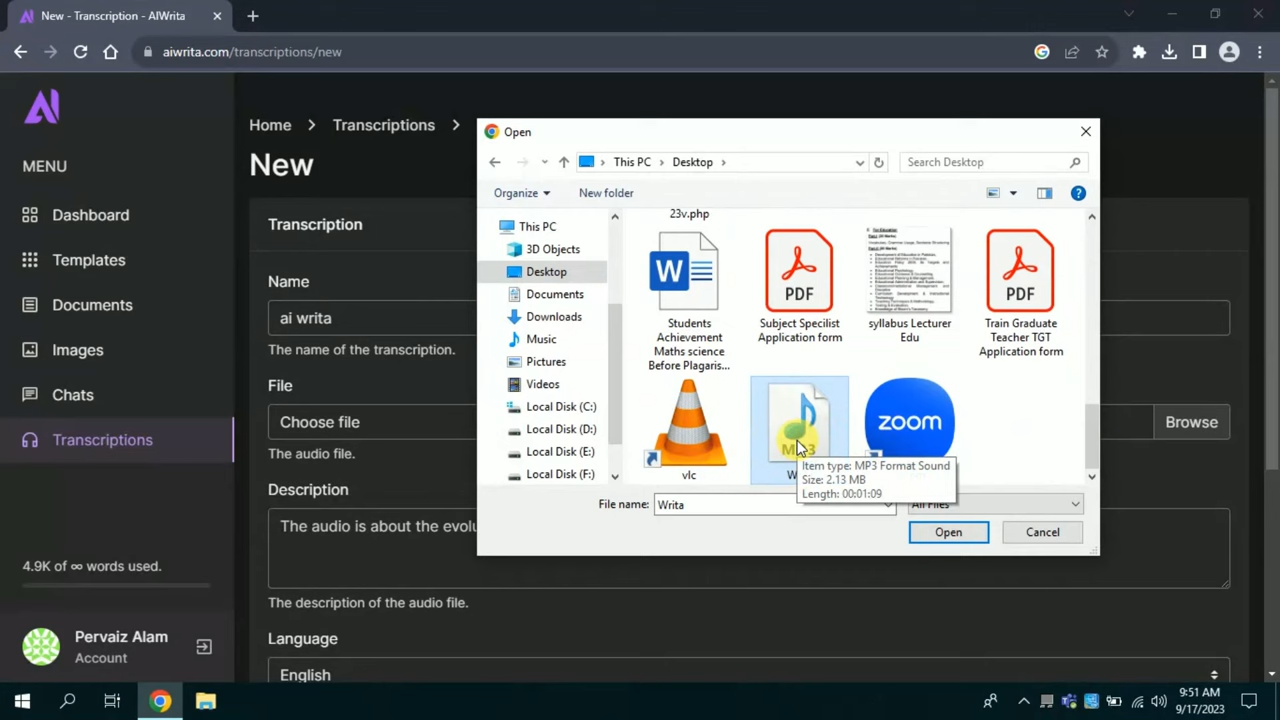 New - Transcription - AIWrita
aiwrita.com/transcriptions/new
MENU
Dashboard
Templates
Documents
Images
Chats
Transcriptions
4.9K of ∞ words used.
Pervaiz Alam
Account
Home
Transcriptions
New
Transcription
Name
ai writa
The name of the transcription.
File
Choose file
Browse
The audio file.
Description
The audio is about the evolu
The description of the audio file.
Language
English
Open
This PC
Desktop
Search Desktop
Organize
New folder
This PC
3D Objects
Desktop
Documents
Downloads
Music
Pictures
Videos
Local Disk (C:)
Local Disk (D:)
Local Disk (E:)
Local Disk (F:)
23v.php
W
Students
Achievement
Maths science
Before Plagaris...
PDF
Subject Specilist
Application form
syllabus Lecturer
Edu
PDF
Train Graduate
Teacher TGT
Application form
vlc
MP3
W
zoom
Item type: MP3 Format Sound
Size: 2.13 MB
Length: 00:01:09
File name:
Writa
All Files
Open
Cancel
9:51 AM
9/17/2023